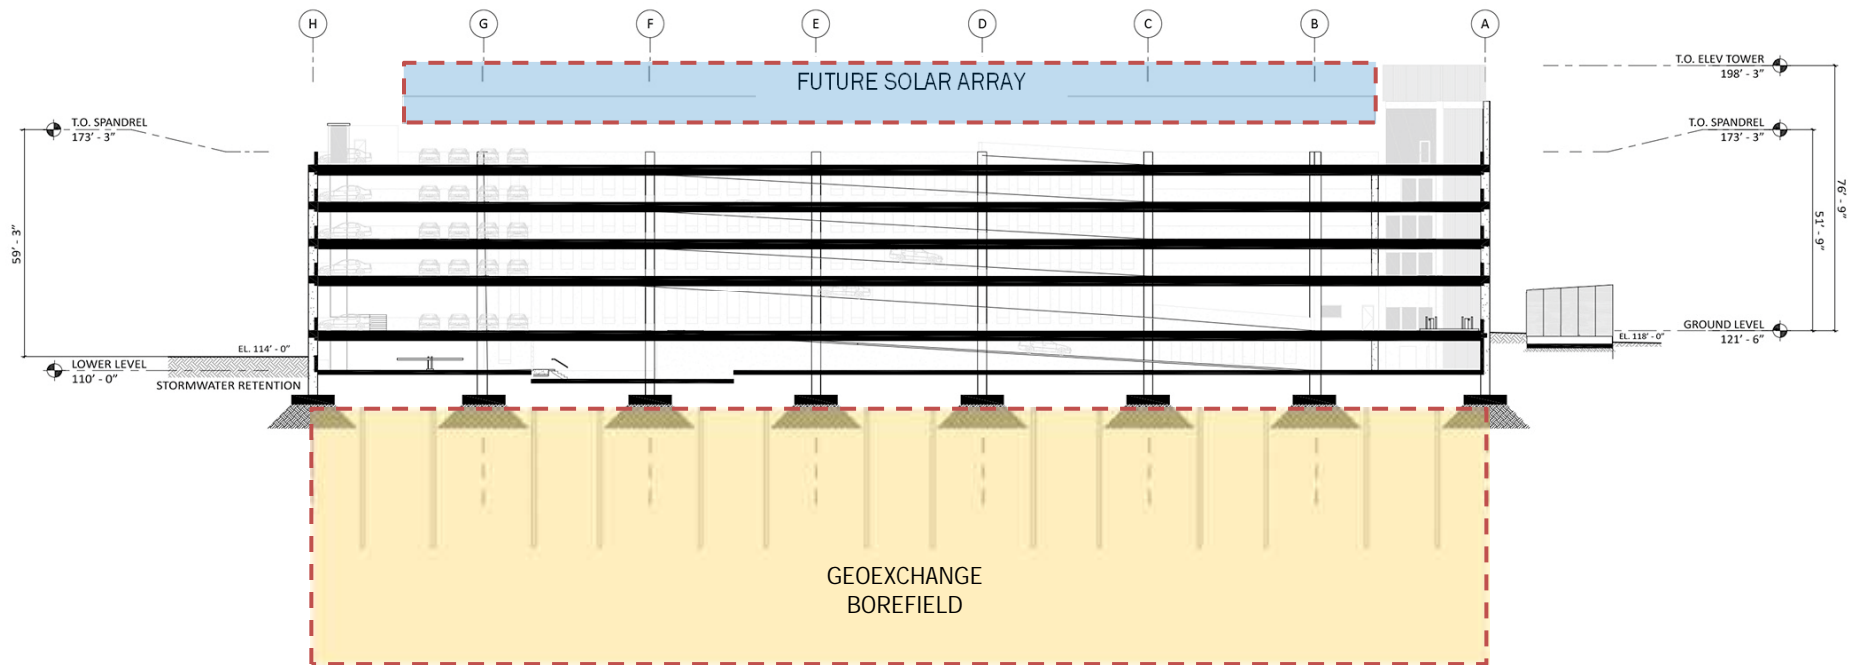 H G F E D C B A
FUTURE SOLAR ARRAY
T.O. ELEV TOWER
198' - 3"
T.O. SPANDREL
173' - 3"
T.O. SPANDREL
173' - 3"
59' - 3"
51' - 9"
76' - 9"
EL. 114' - 0"
LOWER LEVEL
110' - 0"
STORMWATER RETENTION
GROUND LEVEL
121' - 6"
EL. 118' - 0"
GEOEXCHANGE
BOREFIELD